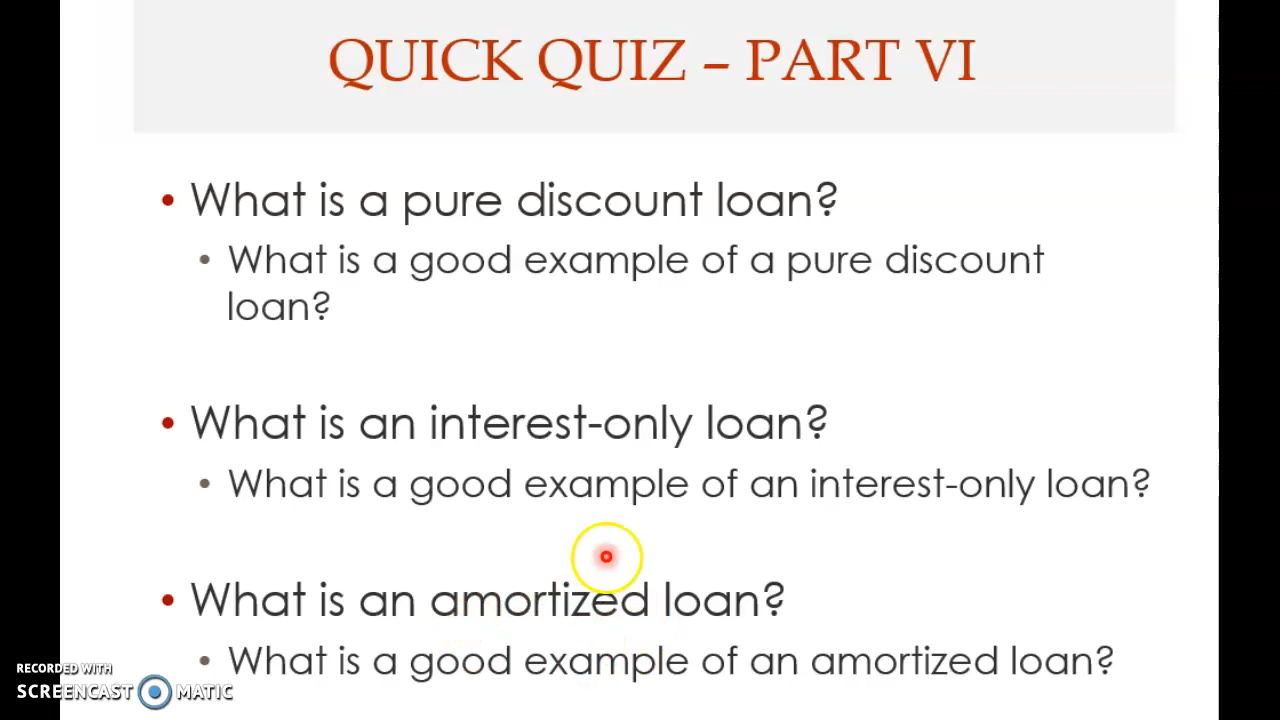 QUICK QUIZ – PART VI
• What is a pure discount loan?
• What is a good example of a pure discount
loan?
• What is an interest-only loan?
• What is a good example of an interest-only loan?
• What is an amortized loan?
• What is a good example of an amortized loan?
RECORDED WITH
SCREENCAST MATIC